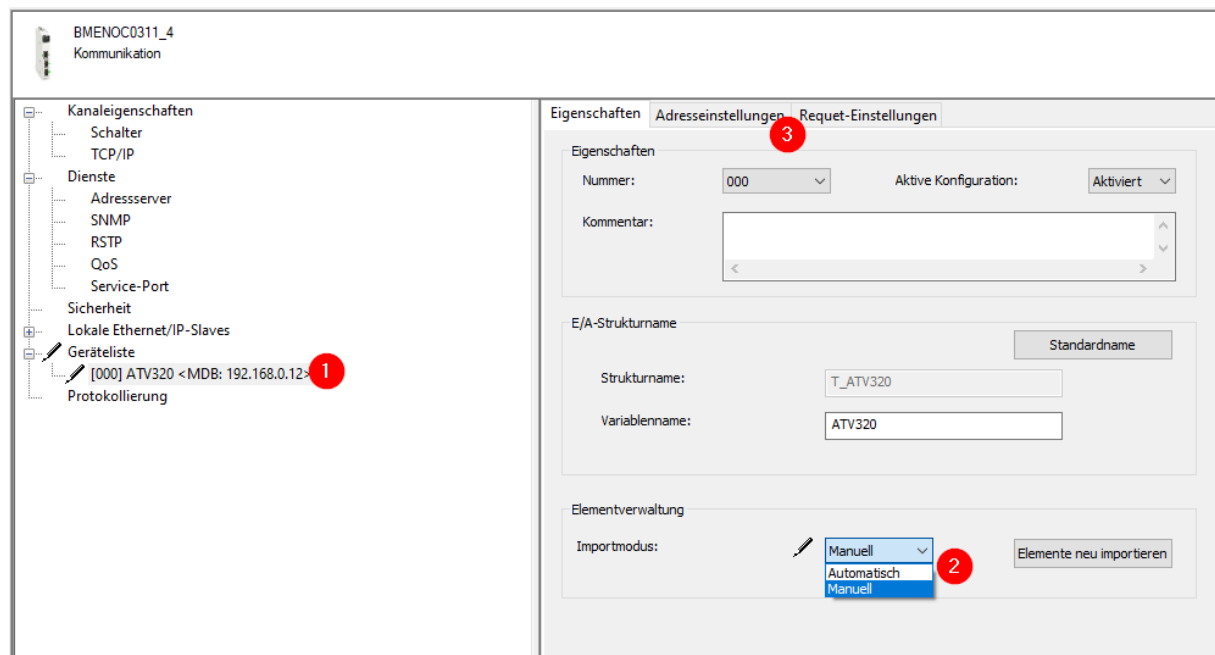 BMENOC0311_4
Kommunikation
Kanaleigenschaften
Schalter
TCP/IP
Dienste
Adressserver
SNMP
RSTP
QoS
Service-Port
Sicherheit
Lokale Ethernet/IP-Slaves
Geräteliste
[000] ATV320 <MDB: 192.168.0.12>
1
Protokollierung
Eigenschaften Adresseinstellungen Requet-Einstellungen
3
Eigenschaften
Nummer: 000 Aktive Konfiguration: Aktiviert
Kommentar:
E/A-Strukturname
Standardname
Strukturname: T_ATV320
Variablenname: ATV320
Elementverwaltung
Importmodus: Manuell Elemente neu importieren
Automatisch
2
Manuell